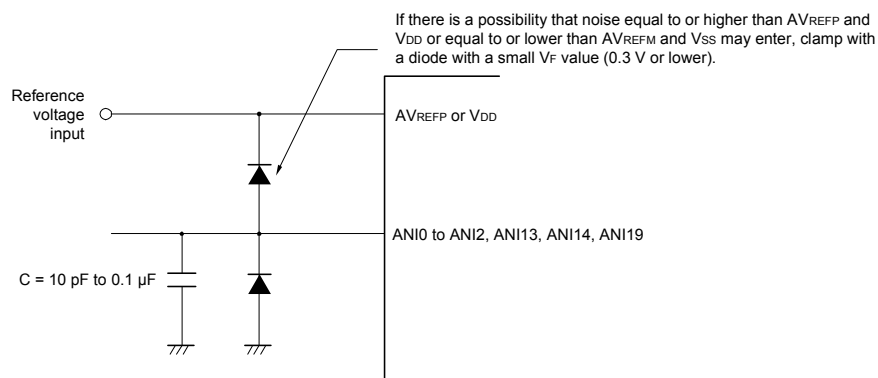 If there is a possibility that noise equal to or higher than AVREFP and
VDD or equal to or lower than AVREFM and VSS may enter, clamp with
a diode with a small VF value (0.3 V or lower).
Reference
voltage
input
AVREFP or VDD
ANI0 to ANI2, ANI13, ANI14, ANI19
C = 10 pF to 0.1 μF